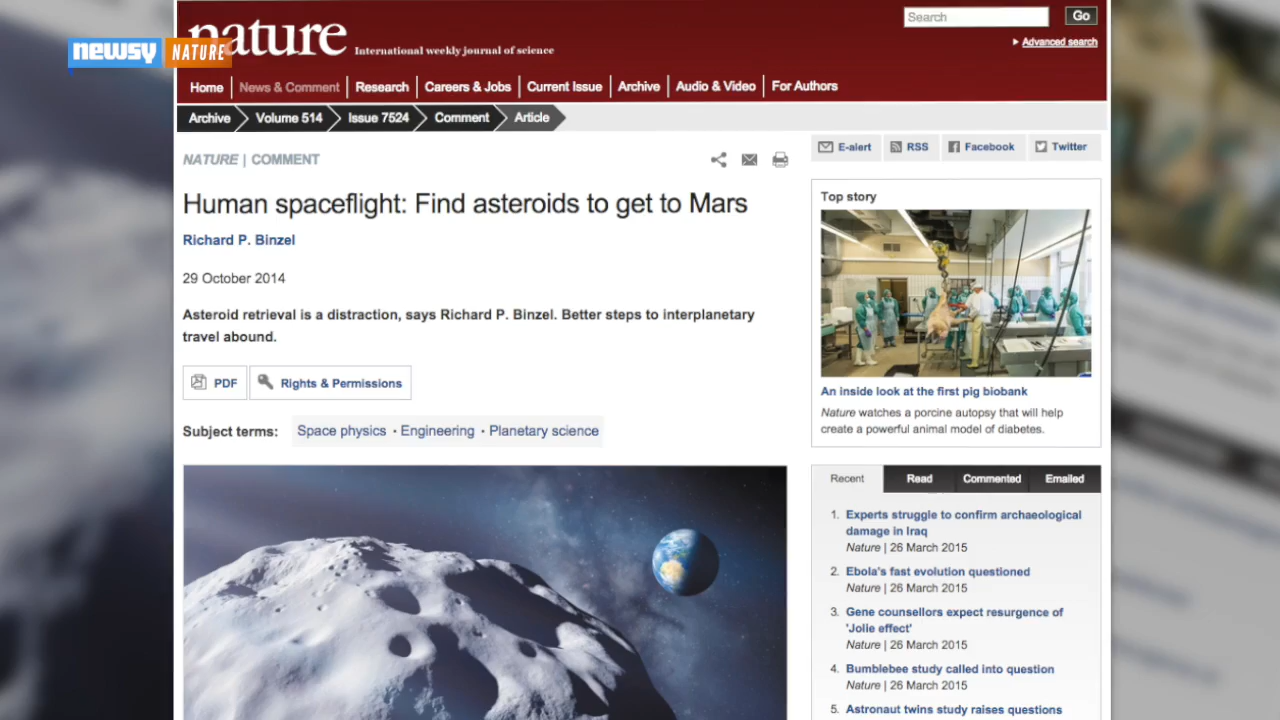 newsy NATURE
nature International weekly journal of science
Search Go
Advanced search
Home News & Comment Research Careers & Jobs Current Issue Archive Audio & Video For Authors
Archive Volume 514 Issue 7524 Comment Article
E-alert RSS Facebook Twitter
NATURE | COMMENT
Human spaceflight: Find asteroids to get to Mars
Richard P. Binzel
29 October 2014
Asteroid retrieval is a distraction, says Richard P. Binzel. Better steps to interplanetary
travel abound.
PDF Rights & Permissions
Subject terms: Space physics · Engineering · Planetary science
Top story
An inside look at the first pig biobank
Nature watches a porcine autopsy that will help
create a powerful animal model of diabetes.
Recent Read Commented Emailed
1. Experts struggle to confirm archaeological
damage in Iraq
Nature | 26 March 2015
2. Ebola's fast evolution questioned
Nature | 26 March 2015
3. Gene counsellors expect resurgence of
'Jolie effect'
Nature | 26 March 2015
4. Bumblebee study called into question
Nature | 26 March 2015
5. Astronaut twins study raises questions